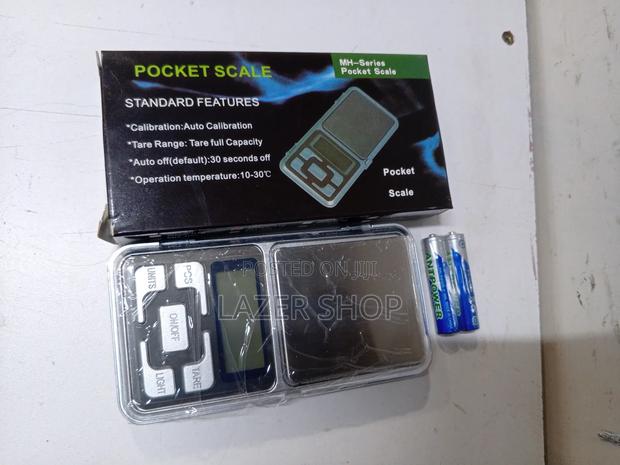 POCKET SCALE
MH-Series
Pocket Scale
STANDARD FEATURES
*Calibration:Auto Calibration
*Tare Range: Tare full Capacity
*Auto off(default):30 seconds off
*Operation temperature:10-30℃
Pocket
Scale
POSTED ON JIJI
LAZER SHOP
UNITS
PCS
ON/OFF
LIGHT
TARE
ANTPOWER